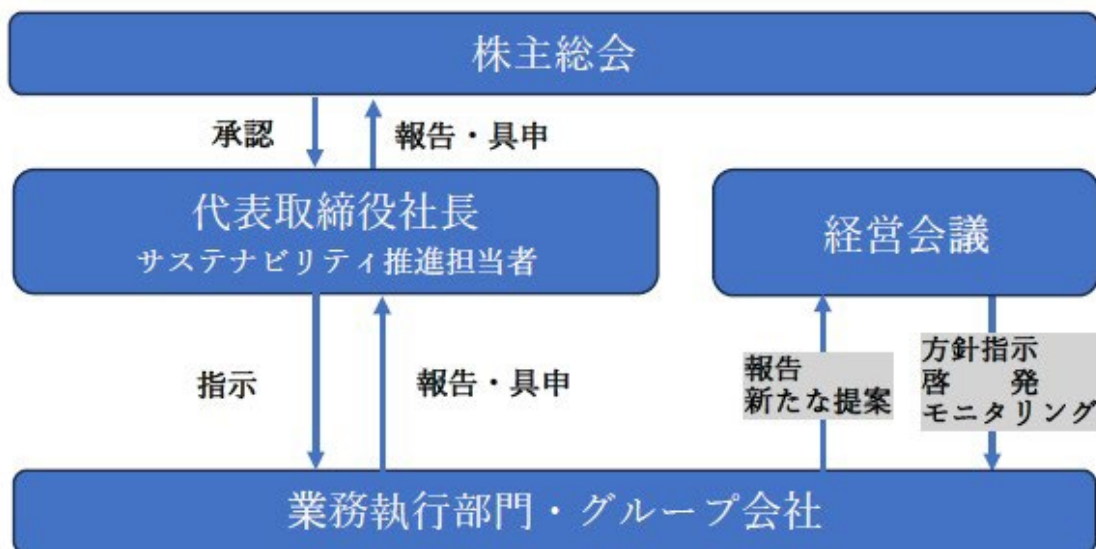 株主総会
承認
報告・具申
代表取締役社長
サステナビリティ推進担当者
経営会議
指示
報告・具申
報告
新たな提案
方針指示
啓　　発
モニタリング
業務執行部門・グループ会社